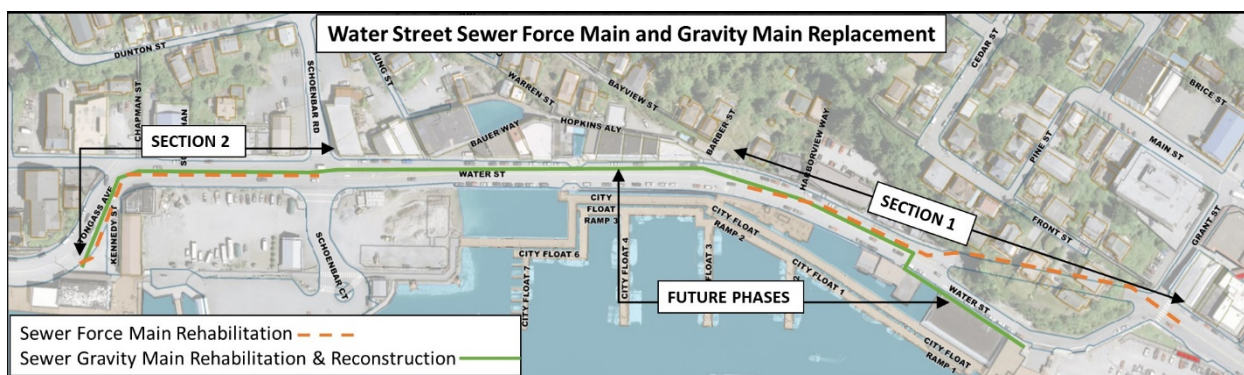 Water Street Sewer Force Main and Gravity Main Replacement
DUNTON ST
CHAPMAN ST
SCHOENBAR RD
WARREN ST
BAYVIEW ST
BAUER WAY
HOPKINS ALY
BARBER ST
HARBORVIEW WAY
CEDAR ST
PINE ST
BRICE ST
MAIN ST
FRONT ST
GRANT ST
SECTION 2
SECTION 1
TONGASS AVE
KENNEDY ST
WATER ST
SCHOENBAR CT
CITY
FLOAT
RAMP 3
CITY FLOAT
RAMP 2
CITY FLOAT 6
CITY FLOAT 7
CITY FLOAT 4
CITY FLOAT 3
CITY FLOAT 1
FUTURE PHASES
WATER ST
CITY FLOAT
RAMP 1
Sewer Force Main Rehabilitation
Sewer Gravity Main Rehabilitation & Reconstruction